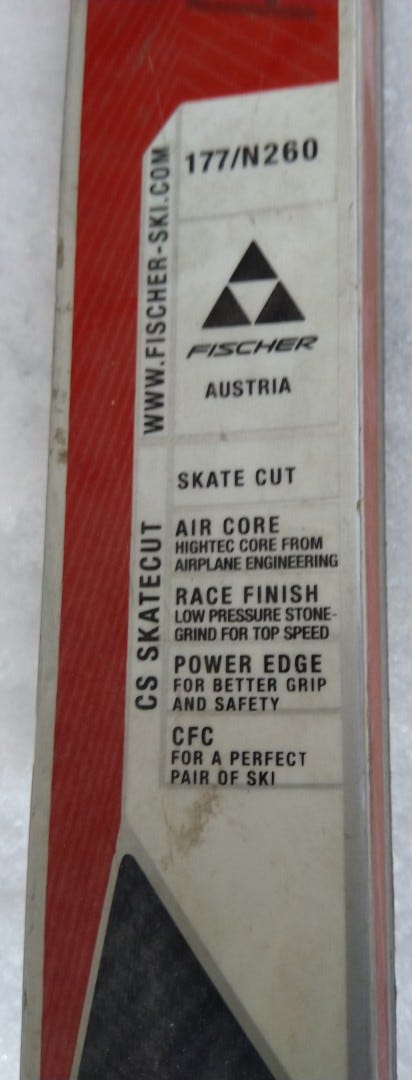 177/N260
WWW.FISCHER-SKI.COM
FISCHER
AUSTRIA
CS SKATECUT
SKATE CUT
AIR CORE
HIGHTEC CORE FROM
AIRPLANE ENGINEERING
RACE FINISH
LOW PRESSURE STONE-
GRIND FOR TOP SPEED
POWER EDGE
FOR BETTER GRIP
AND SAFETY
CFC
FOR A PERFECT
PAIR OF SKI